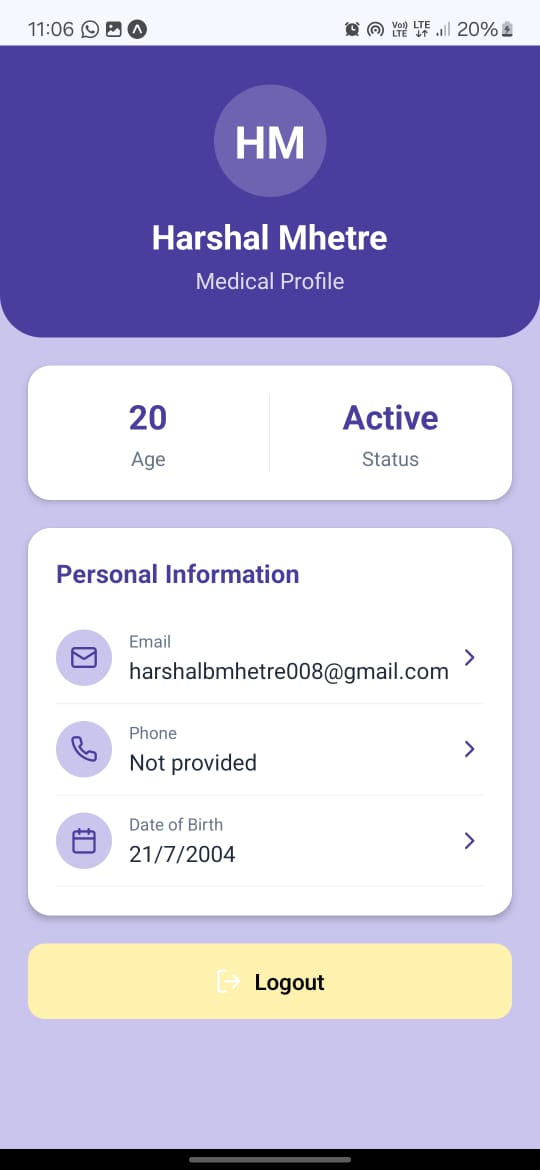 11:06 Vo)) LTE LTE 20%
HM
Harshal Mhetre
Medical Profile
20 Active
Age Status
Personal Information
Email
harshalbmhetre008@gmail.com
Phone
Not provided
Date of Birth
21/7/2004
Logout